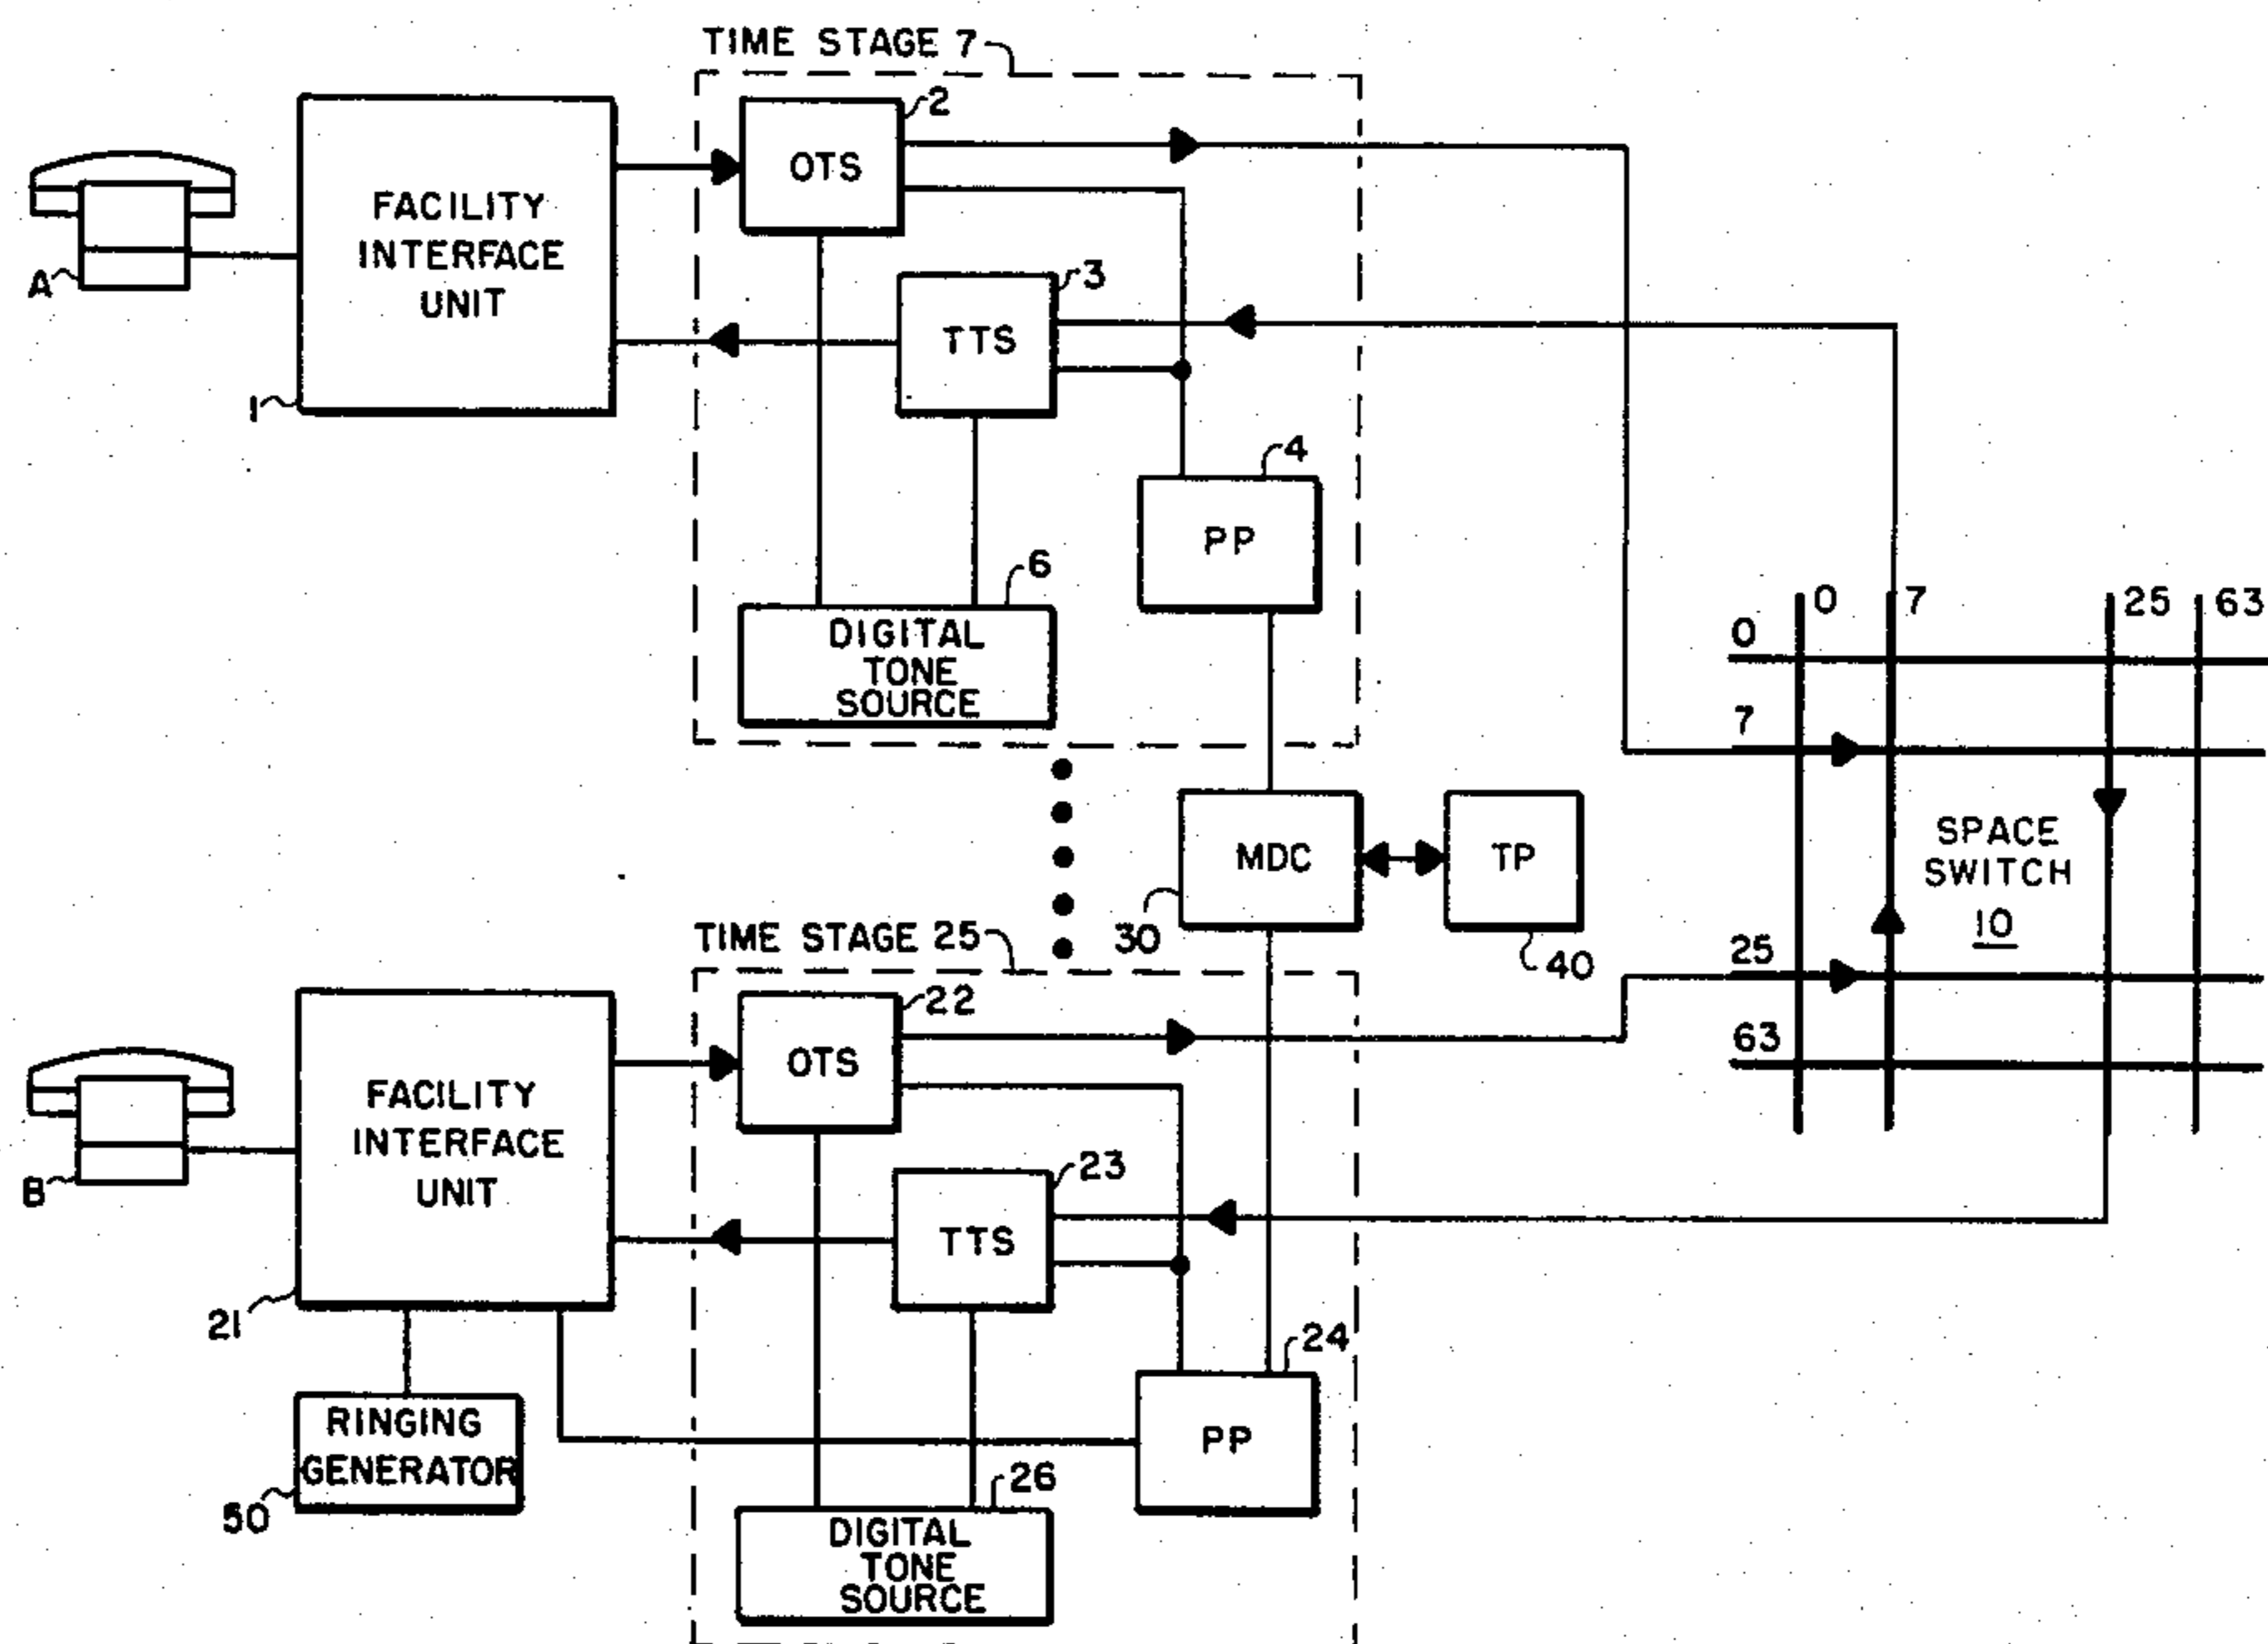 TIME STAGE 7
2
OTS
FACILITY
INTERFACE
UNIT
A
1
3
TTS
4
PP
6
DIGITAL
TONE
SOURCE
0
7
25
63
0
7
25
63
SPACE
SWITCH
10
MDC
30
TP
40
TIME STAGE 25
22
OTS
FACILITY
INTERFACE
UNIT
B
21
23
TTS
24
PP
RINGING
GENERATOR
50
26
DIGITAL
TONE
SOURCE